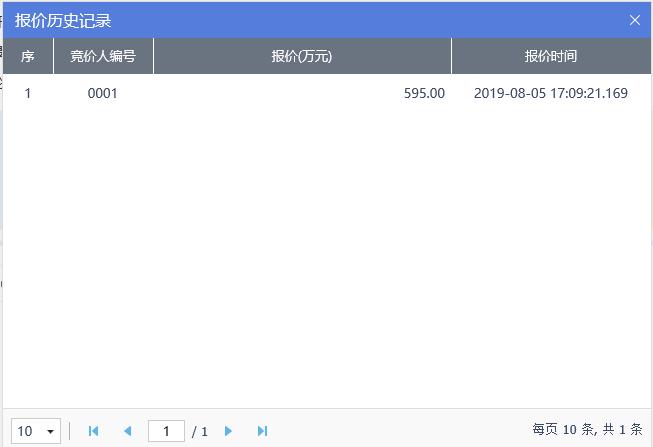 报价历史记录
序 竞价人编号 报价(万元) 报价时间
1 0001 595.00 2019-08-05 17:09:21.169
10 1 / 1 每页 10 条, 共 1 条